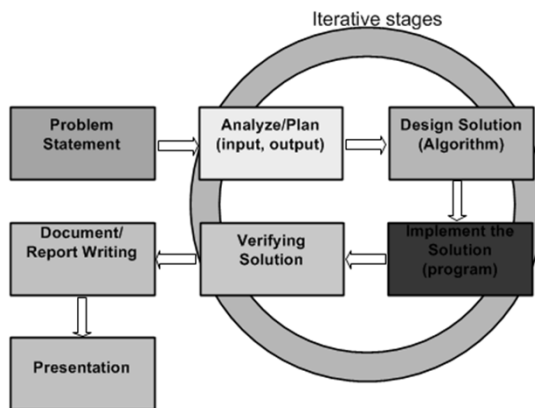 Iterative stages
Problem
Statement
Analyze/Plan
(input, output)
Design Solution
(Algorithm)
Document/
Report Writing
Verifying
Solution
Implement the
Solution
(program)
Presentation